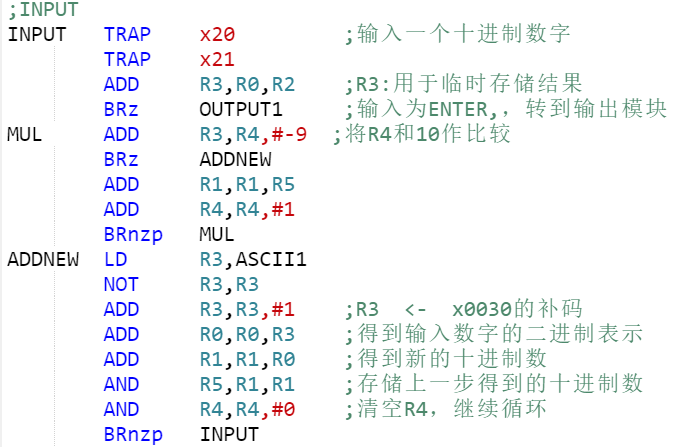 ;INPUT
INPUT TRAP x20 ;输入一个十进制数字
TRAP x21
ADD R3,R0,R2 ;R3:用于临时存储结果
BRz OUTPUT1 ;输入为ENTER,，转到输出模块
MUL ADD R3,R4,#-9 ;将R4和10作比较
BRz ADDNEW
ADD R1,R1,R5
ADD R4,R4,#1
BRnzp MUL
ADDNEW LD R3,ASCII1
NOT R3,R3
ADD R3,R3,#1 ;R3 <- x0030的补码
ADD R0,R0,R3 ;得到输入数字的二进制表示
ADD R1,R1,R0 ;得到新的十进制数
AND R5,R1,R1 ;存储上一步得到的十进制数
AND R4,R4,#0 ;清空R4，继续循环
BRnzp INPUT